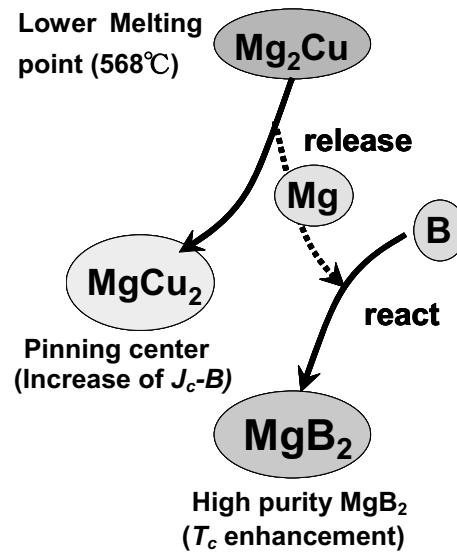 Lower Melting
point (568℃)
Mg₂Cu
release
Mg
B
MgCu₂
react
Pinning center
(Increase of Jc-B)
MgB₂
High purity MgB₂
(Tc enhancement)